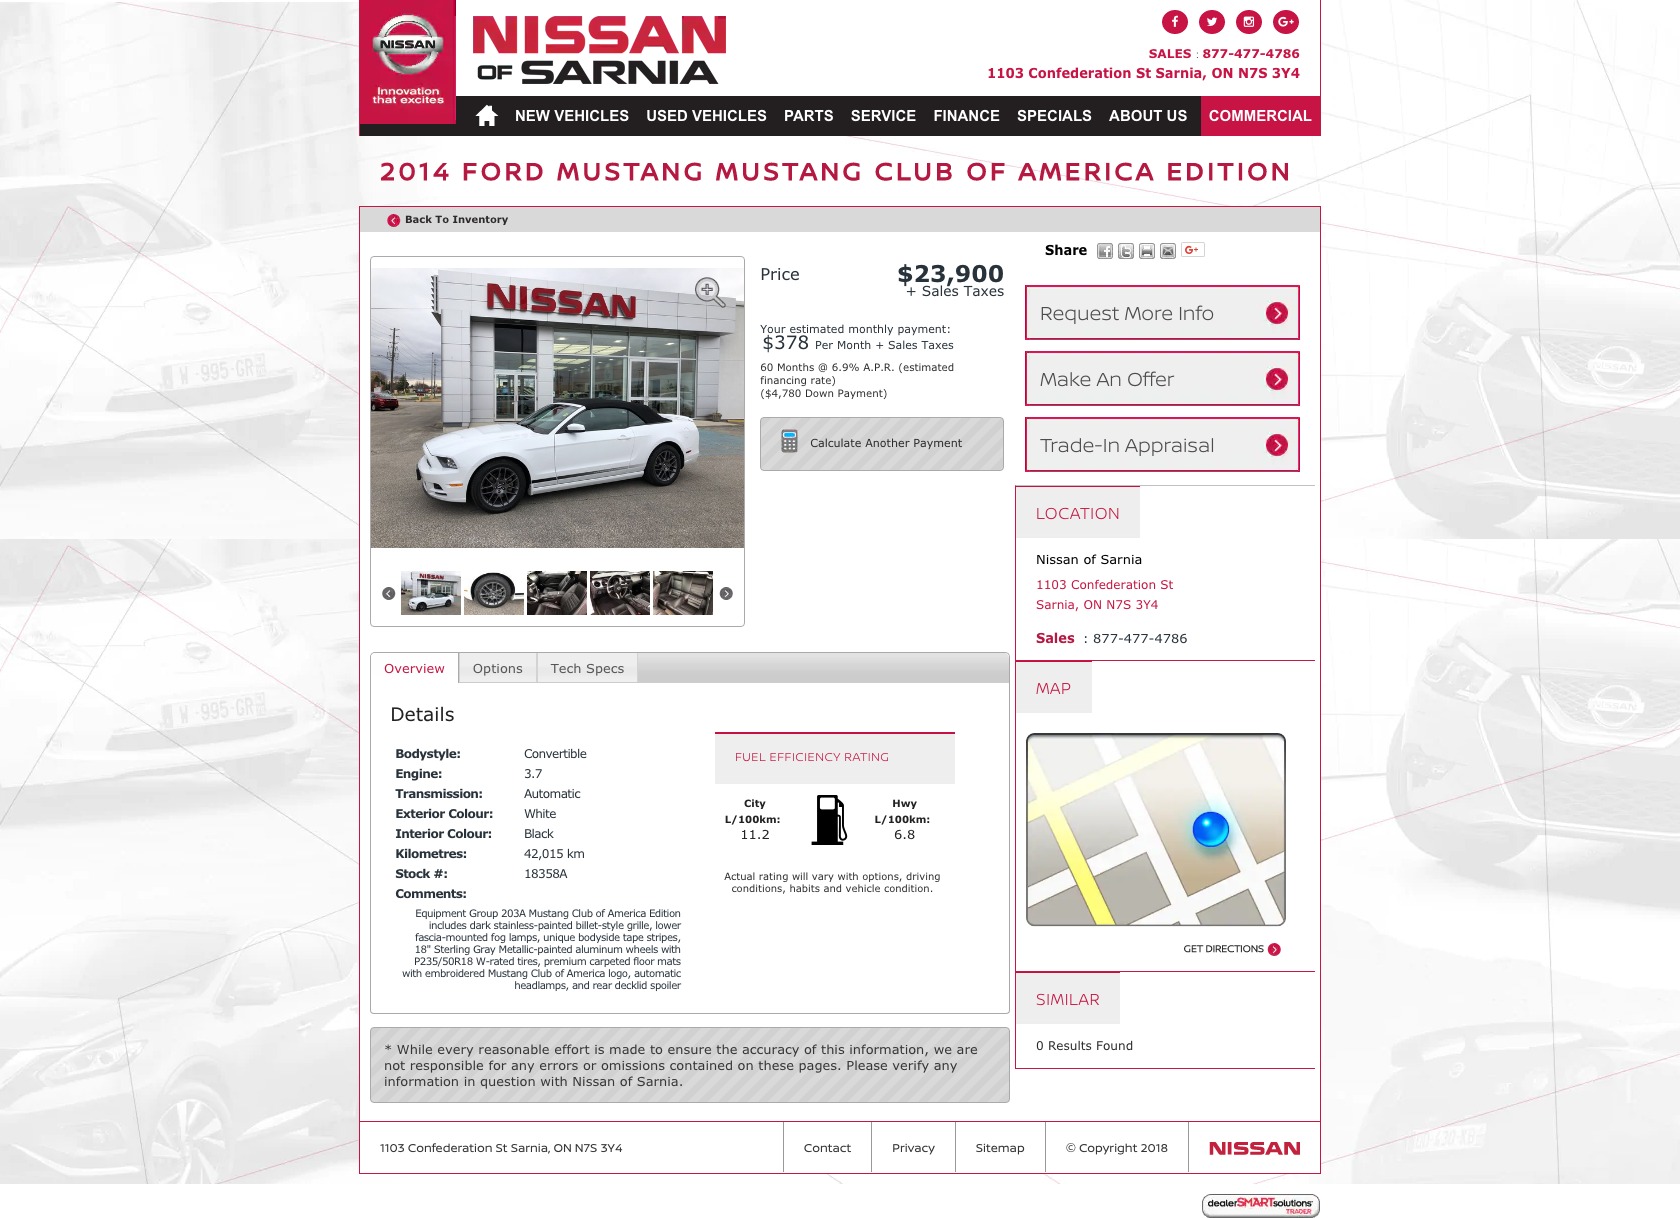 NISSAN
Innovation
that excites
NISSAN
OF SARNIA
SALES : 877-477-4786
1103 Confederation St Sarnia, ON N7S 3Y4
NEW VEHICLES USED VEHICLES PARTS SERVICE FINANCE SPECIALS ABOUT US COMMERCIAL
2014 FORD MUSTANG MUSTANG CLUB OF AMERICA EDITION
Back To Inventory
NISSAN
Price $23,900
+ Sales Taxes
Your estimated monthly payment:
$378 Per Month + Sales Taxes
60 Months @ 6.9% A.P.R. (estimated
financing rate)
($4,780 Down Payment)
Calculate Another Payment
Share
Request More Info
Make An Offer
Trade-In Appraisal
LOCATION
Nissan of Sarnia
1103 Confederation St
Sarnia, ON N7S 3Y4
Sales : 877-477-4786
MAP
GET DIRECTIONS
SIMILAR
0 Results Found
Overview Options Tech Specs
Details
Bodystyle: Convertible
Engine: 3.7
Transmission: Automatic
Exterior Colour: White
Interior Colour: Black
Kilometres: 42,015 km
Stock #: 18358A
Comments:
Equipment Group 203A Mustang Club of America Edition
includes dark stainless-painted billet-style grille, lower
fascia-mounted fog lamps, unique bodyside tape stripes,
18" Sterling Gray Metallic-painted aluminum wheels with
P235/50R18 W-rated tires, premium carpeted floor mats
with embroidered Mustang Club of America logo, automatic
headlamps, and rear decklid spoiler
FUEL EFFICIENCY RATING
City Hwy
L/100km: L/100km:
11.2 6.8
Actual rating will vary with options, driving
conditions, habits and vehicle condition.
* While every reasonable effort is made to ensure the accuracy of this information, we are
not responsible for any errors or omissions contained on these pages. Please verify any
information in question with Nissan of Sarnia.
1103 Confederation St Sarnia, ON N7S 3Y4 Contact Privacy Sitemap © Copyright 2018 NISSAN
dealerSMARTsolutions
TRADER